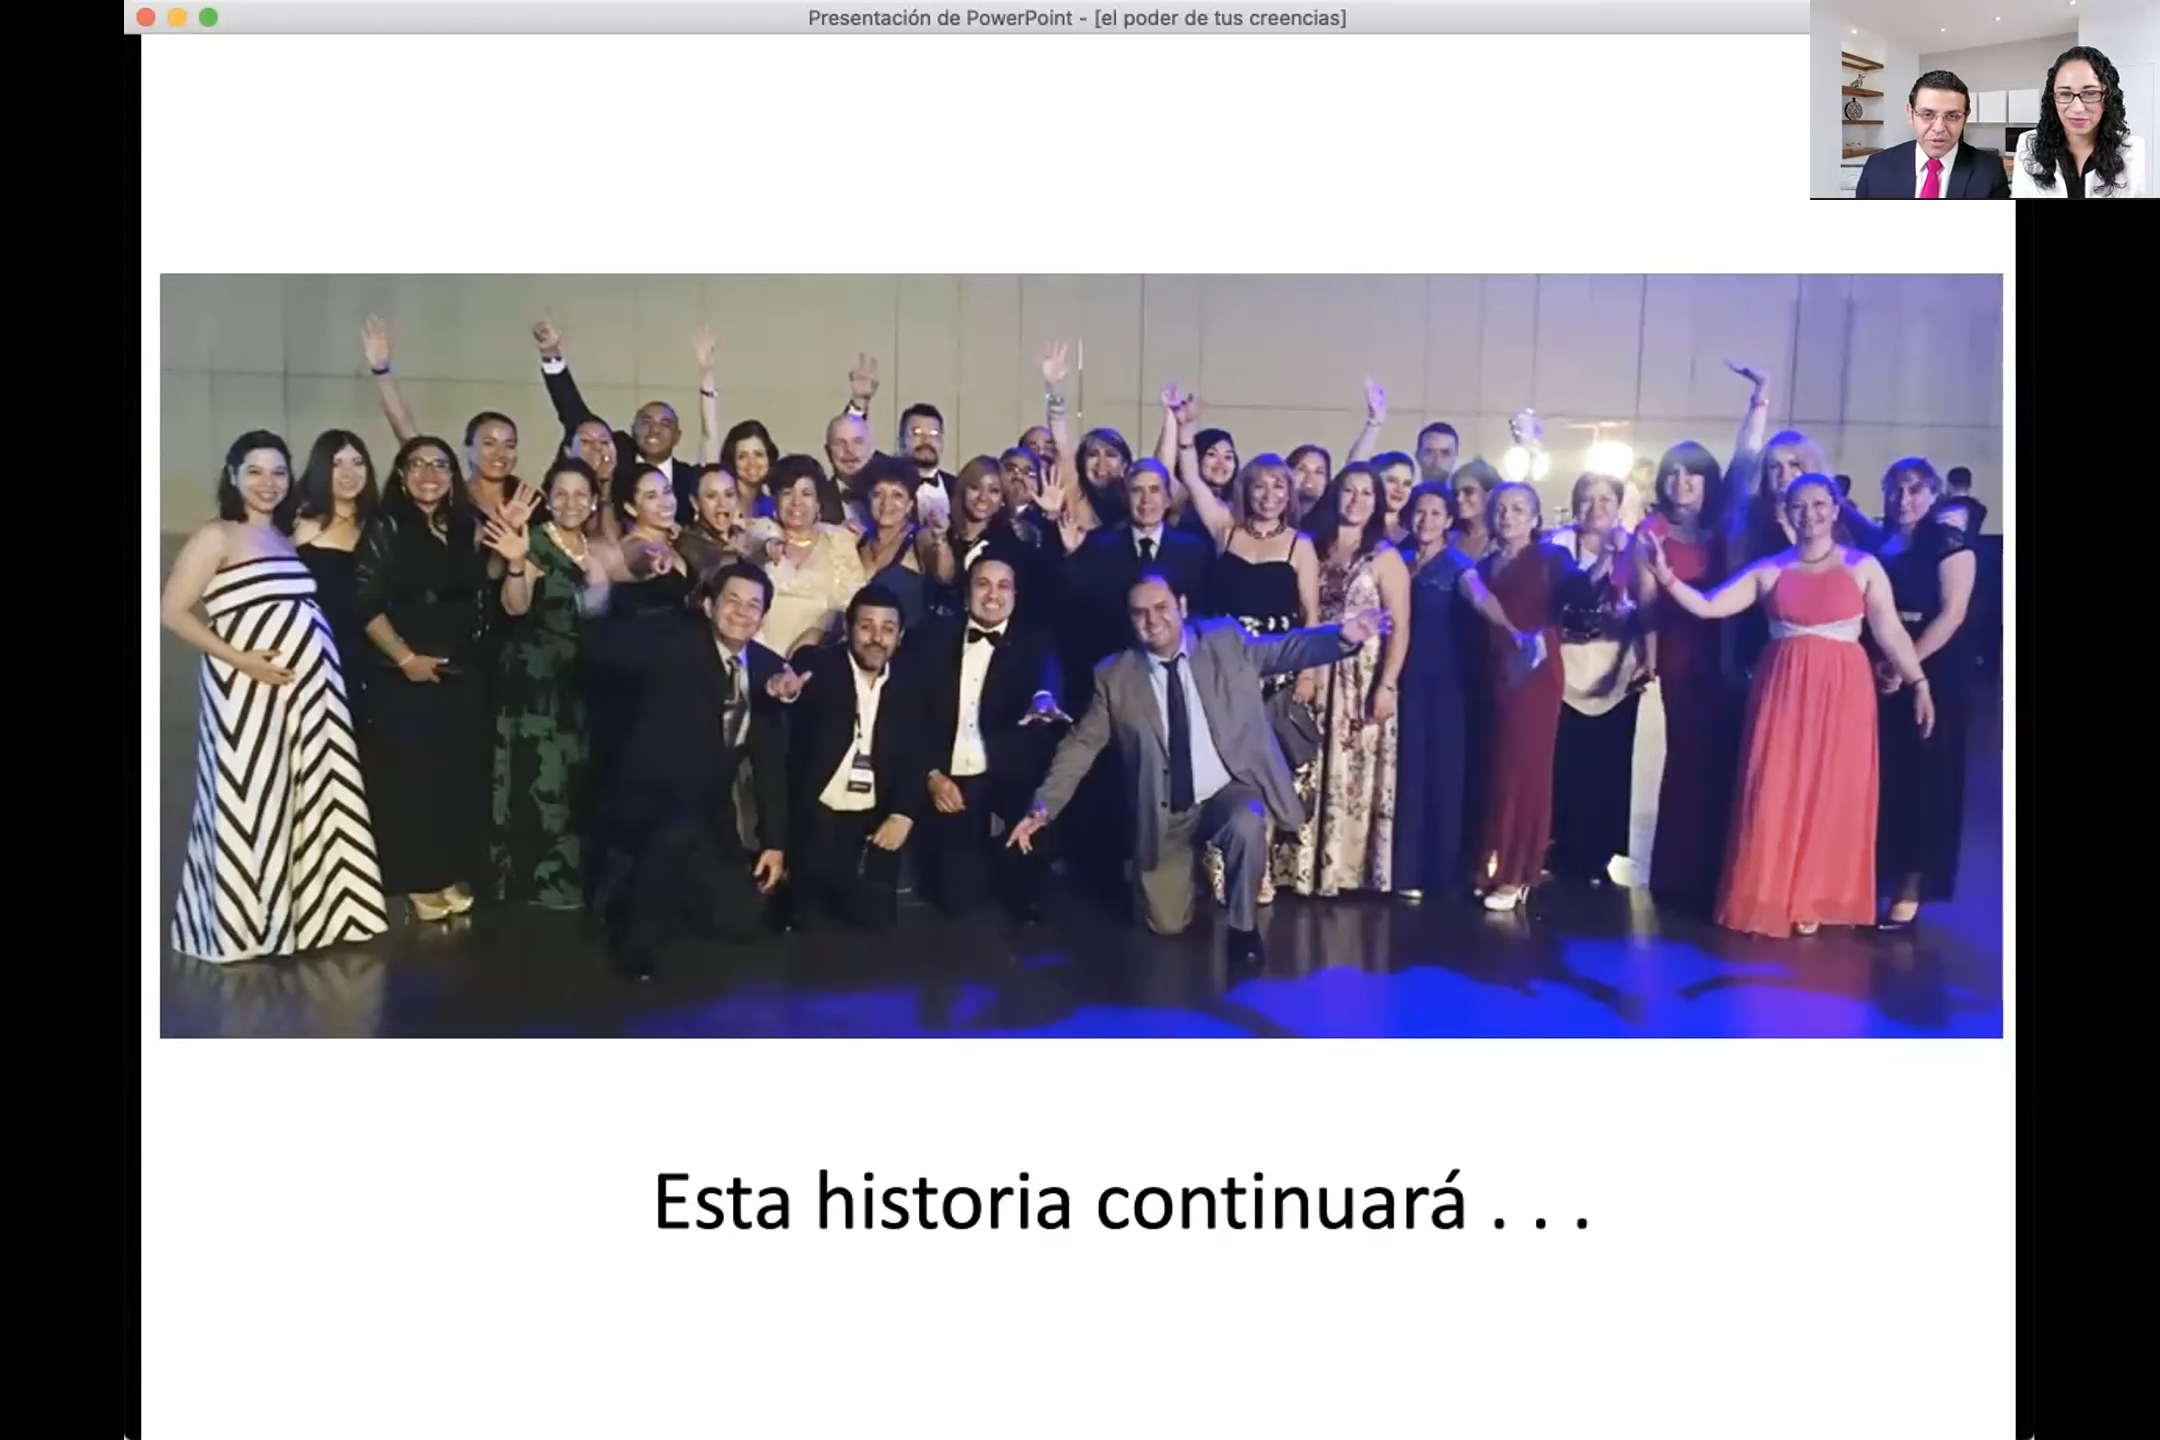 Presentación de PowerPoint - [el poder de tus creencias]
Esta historia continuará . . .